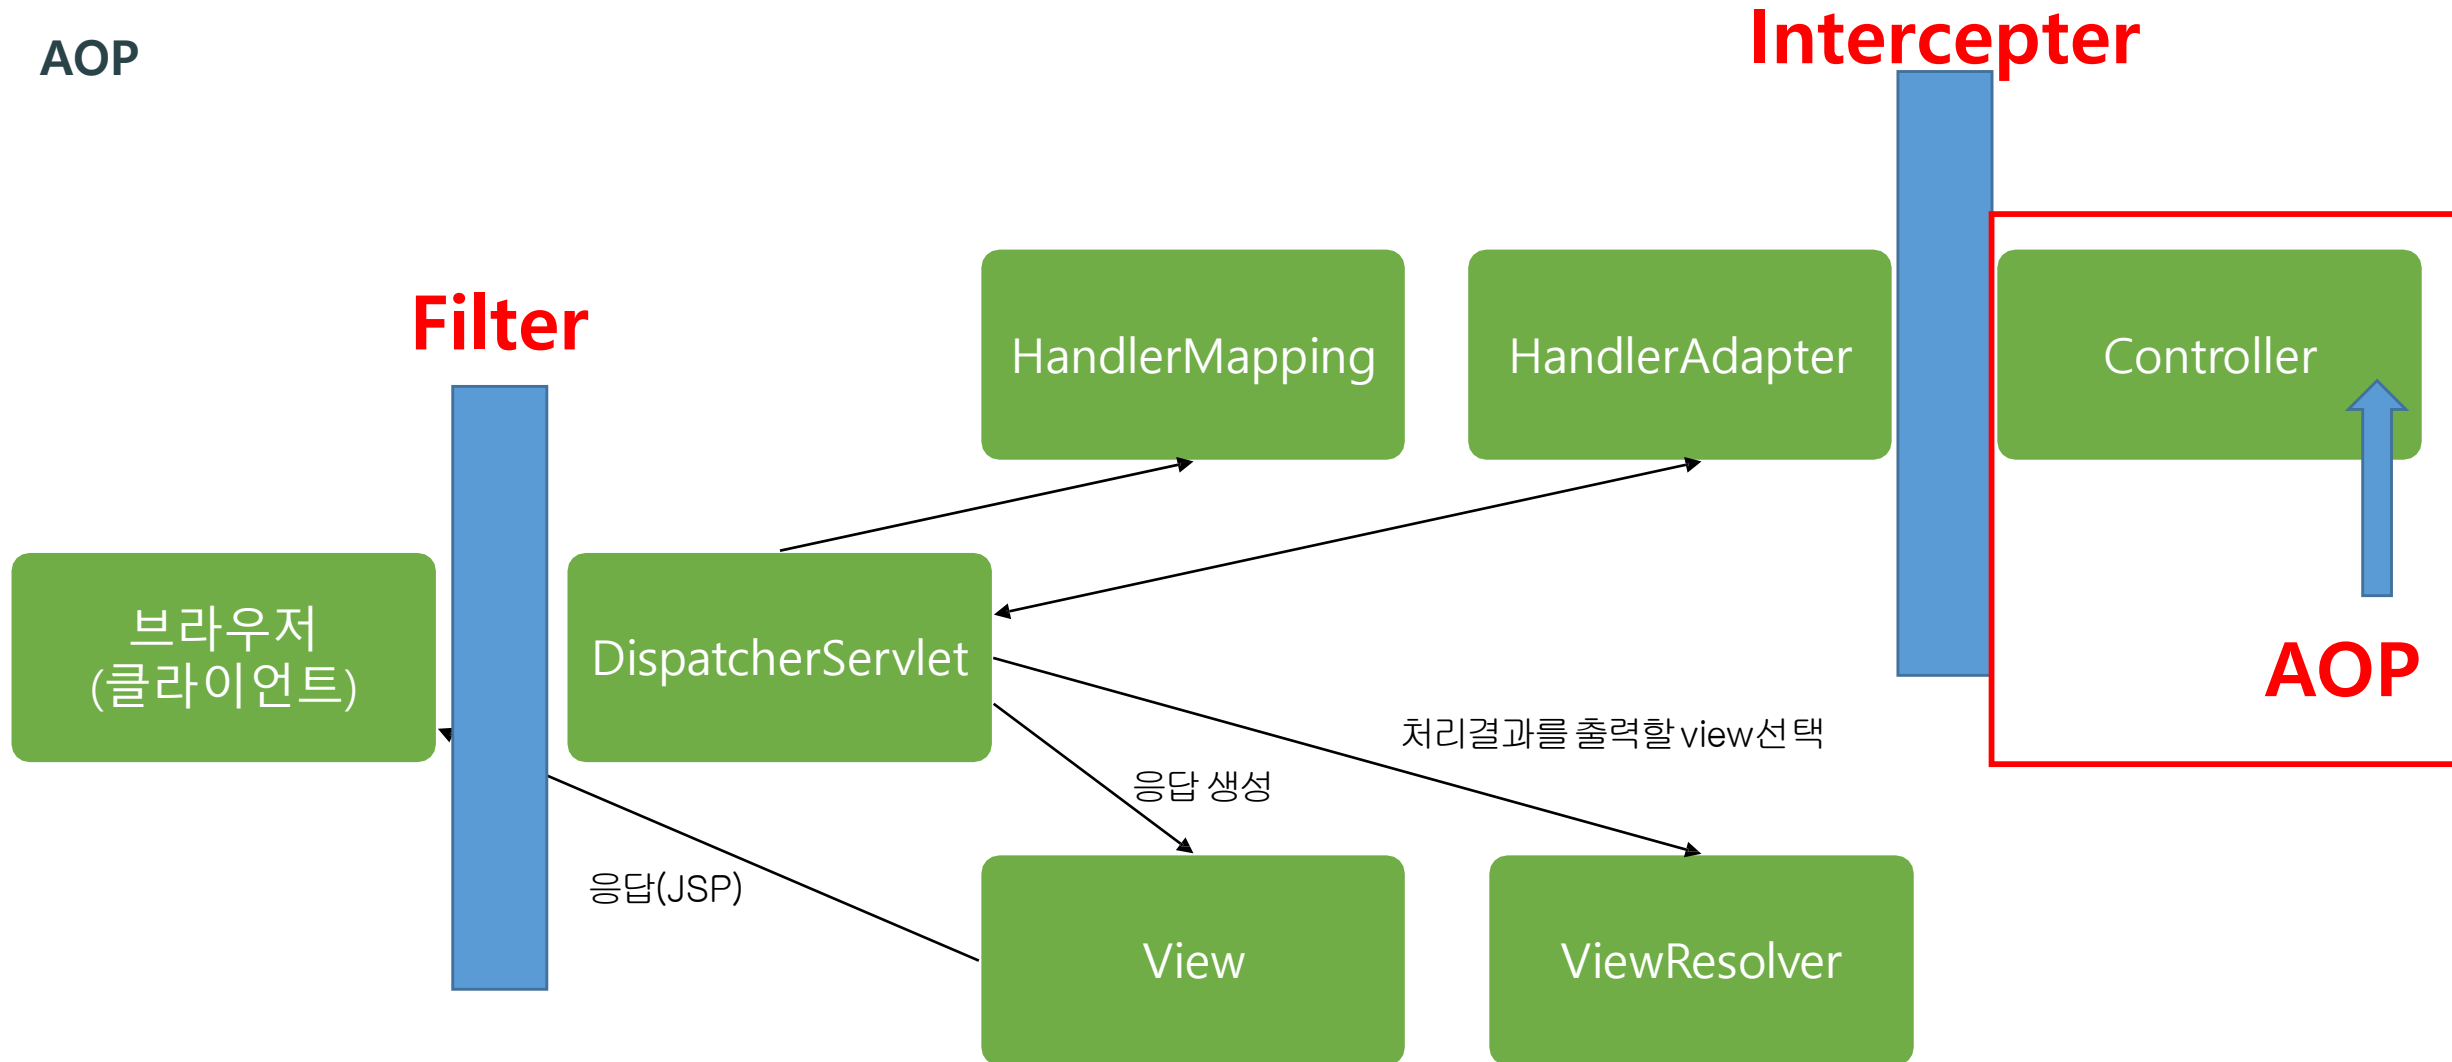 AOP
Intercepter
Filter
HandlerMapping
HandlerAdapter
Controller
브라우저
(클라이언트)
DispatcherServlet
AOP
처리결과를 출력할 view선택
응답 생성
응답(JSP)
View
ViewResolver